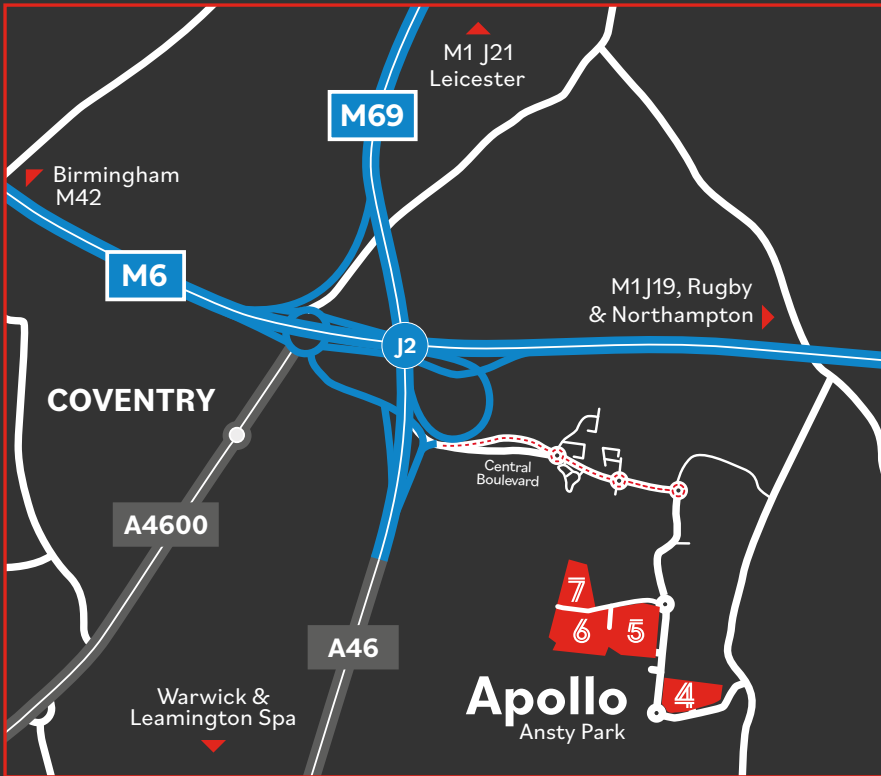 M1 J21
Leicester
M69
Birmingham
M42
M6
M1 J19, Rugby
& Northampton
J2
COVENTRY
Central
Boulevard
A4600
7
6
5
A46
4
Apollo
Ansty Park
Warwick &
Leamington Spa